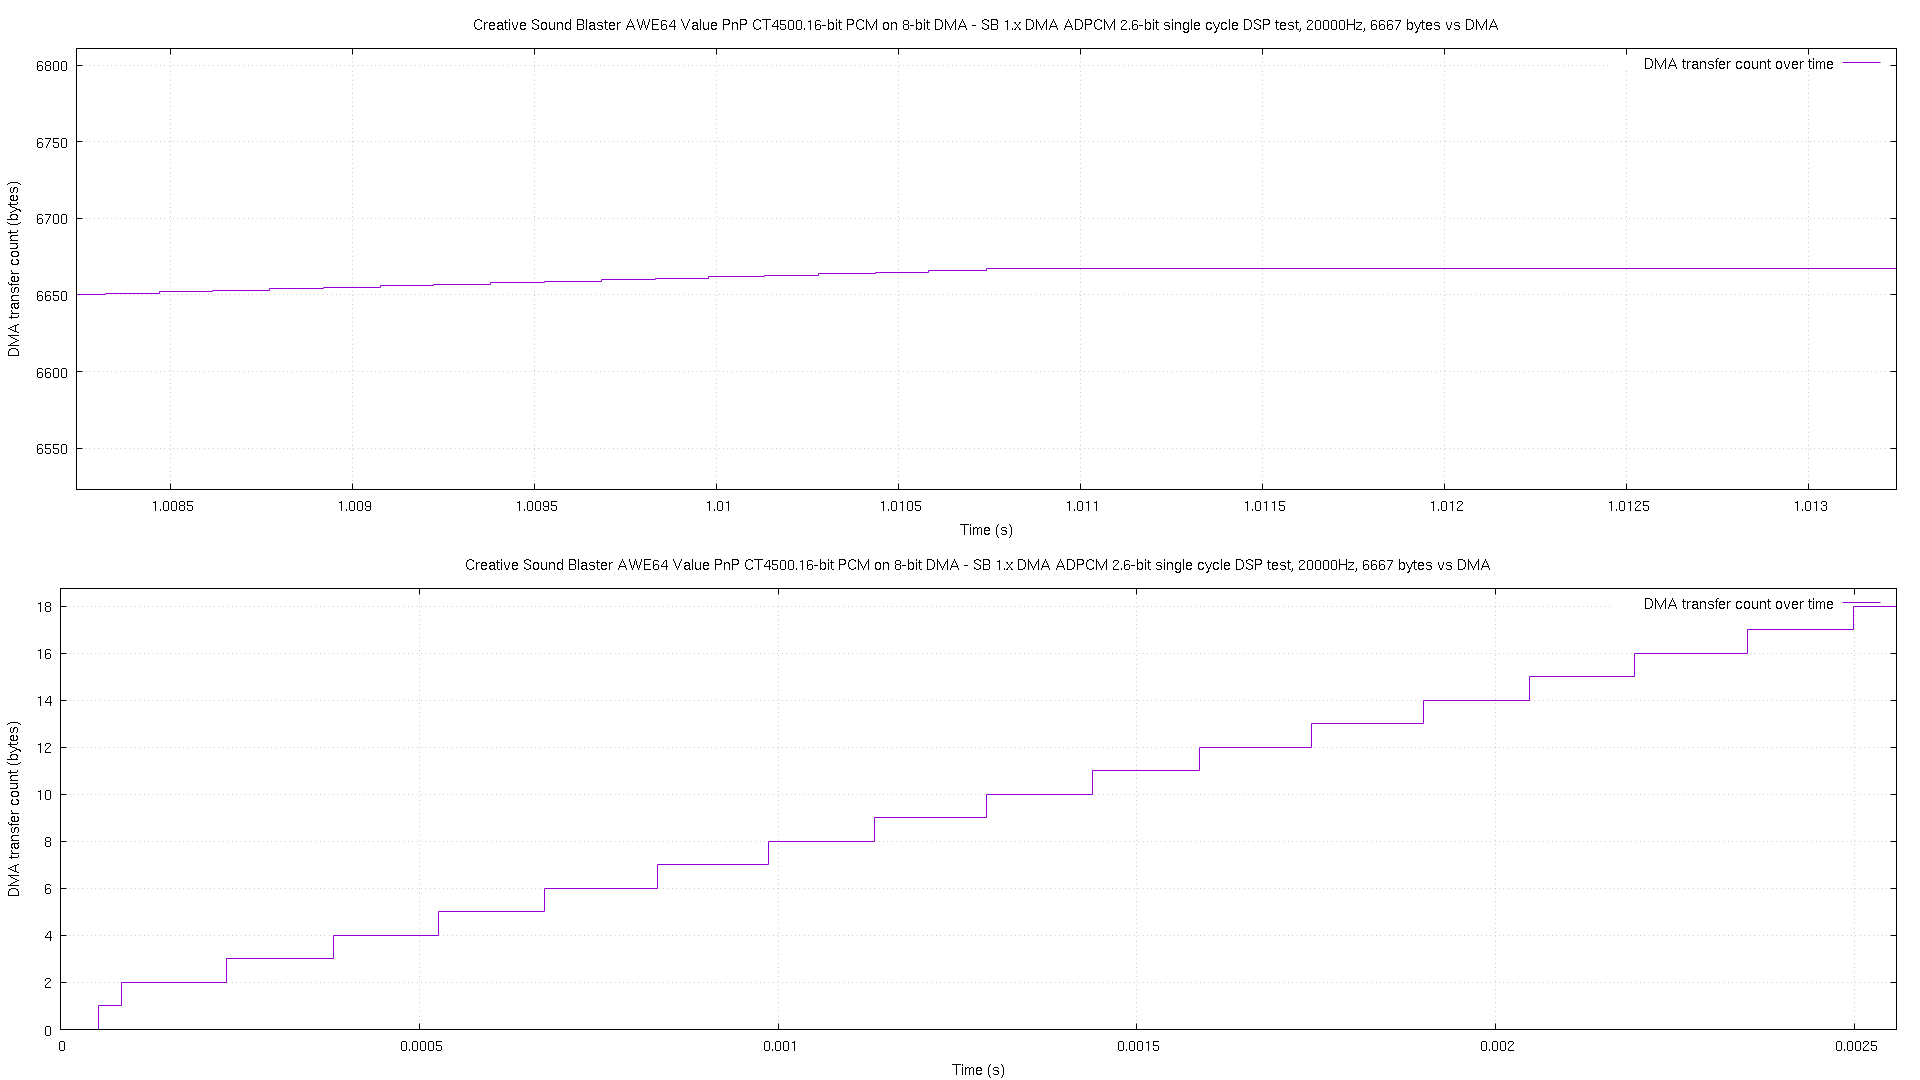 Creative Sound Blaster AWE64 Value PnP CT4500.16-bit PCM on 8-bit DMA - SB 1.x DMA ADPCM 2.6-bit single cycle DSP test, 20000Hz, 6667 bytes vs DMA
DMA transfer count over time
DMA transfer count (bytes)
6800
6750
6700
6650
6600
6550
1.0085 1.009 1.0095 1.01 1.0105 1.011 1.0115 1.012 1.0125 1.013
Time (s)
Creative Sound Blaster AWE64 Value PnP CT4500.16-bit PCM on 8-bit DMA - SB 1.x DMA ADPCM 2.6-bit single cycle DSP test, 20000Hz, 6667 bytes vs DMA
DMA transfer count over time
DMA transfer count (bytes)
18
16
14
12
10
8
6
4
2
0
0 0.0005 0.001 0.0015 0.002 0.0025
Time (s)